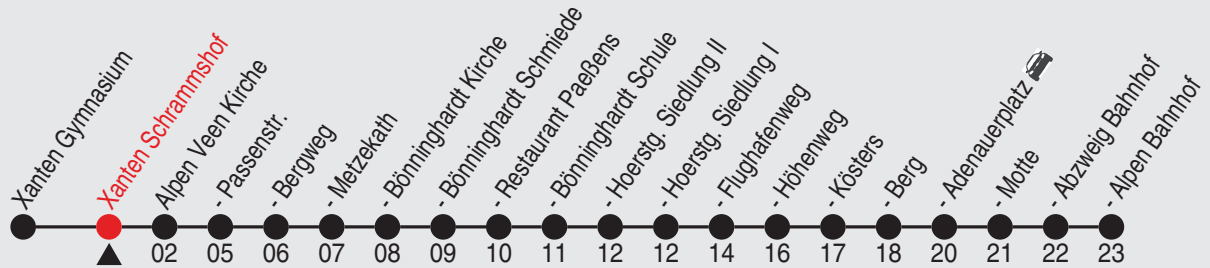 Xanten Gymnasium
Xanten Schrammshof
Alpen Veen Kirche
- Passenstr.
- Bergweg
- Metzekath
- Bönninghardt Kirche
- Bönninghardt Schmiede
- Restaurant Paeßens
- Bönninghardt Schule
- Hoerstg. Siedlung II
- Hoerstg. Siedlung I
- Flughafenweg
- Höhenweg
- Kösters
- Berg
- Adenauerplatz
- Motte
- Abzweig Bahnhof
- Alpen Bahnhof
02 05 06 07 08 09 10 11 12 12 14 16 17 18 20 21 22 23